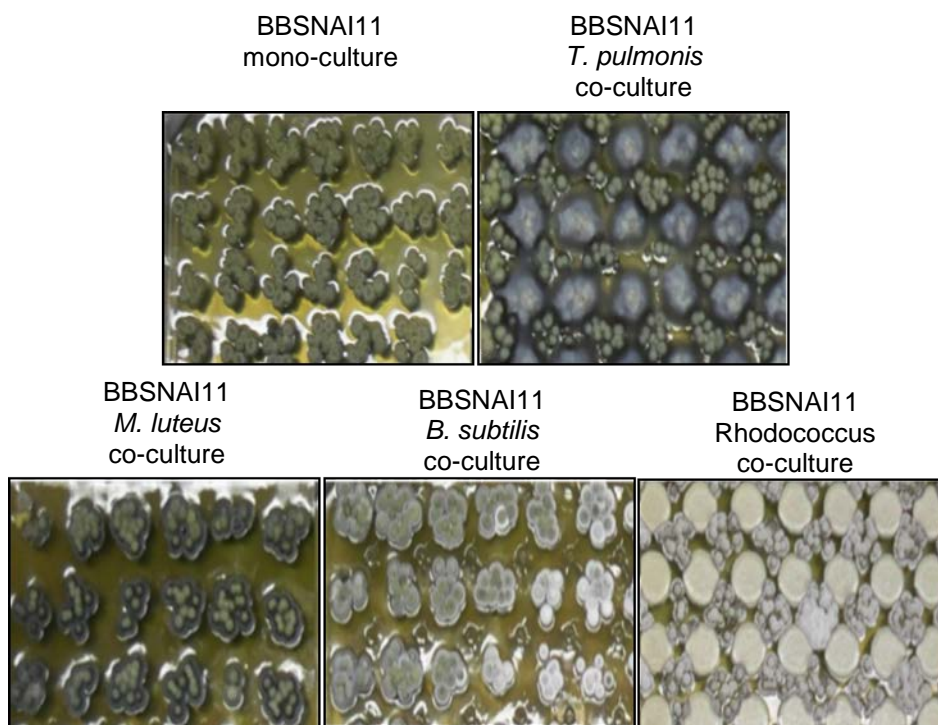 BBSNAI11
mono-culture
BBSNAI11
T. pulmonis
co-culture
BBSNAI11
M. luteus
co-culture
BBSNAI11
B. subtilis
co-culture
BBSNAI11
Rhodococcus
co-culture